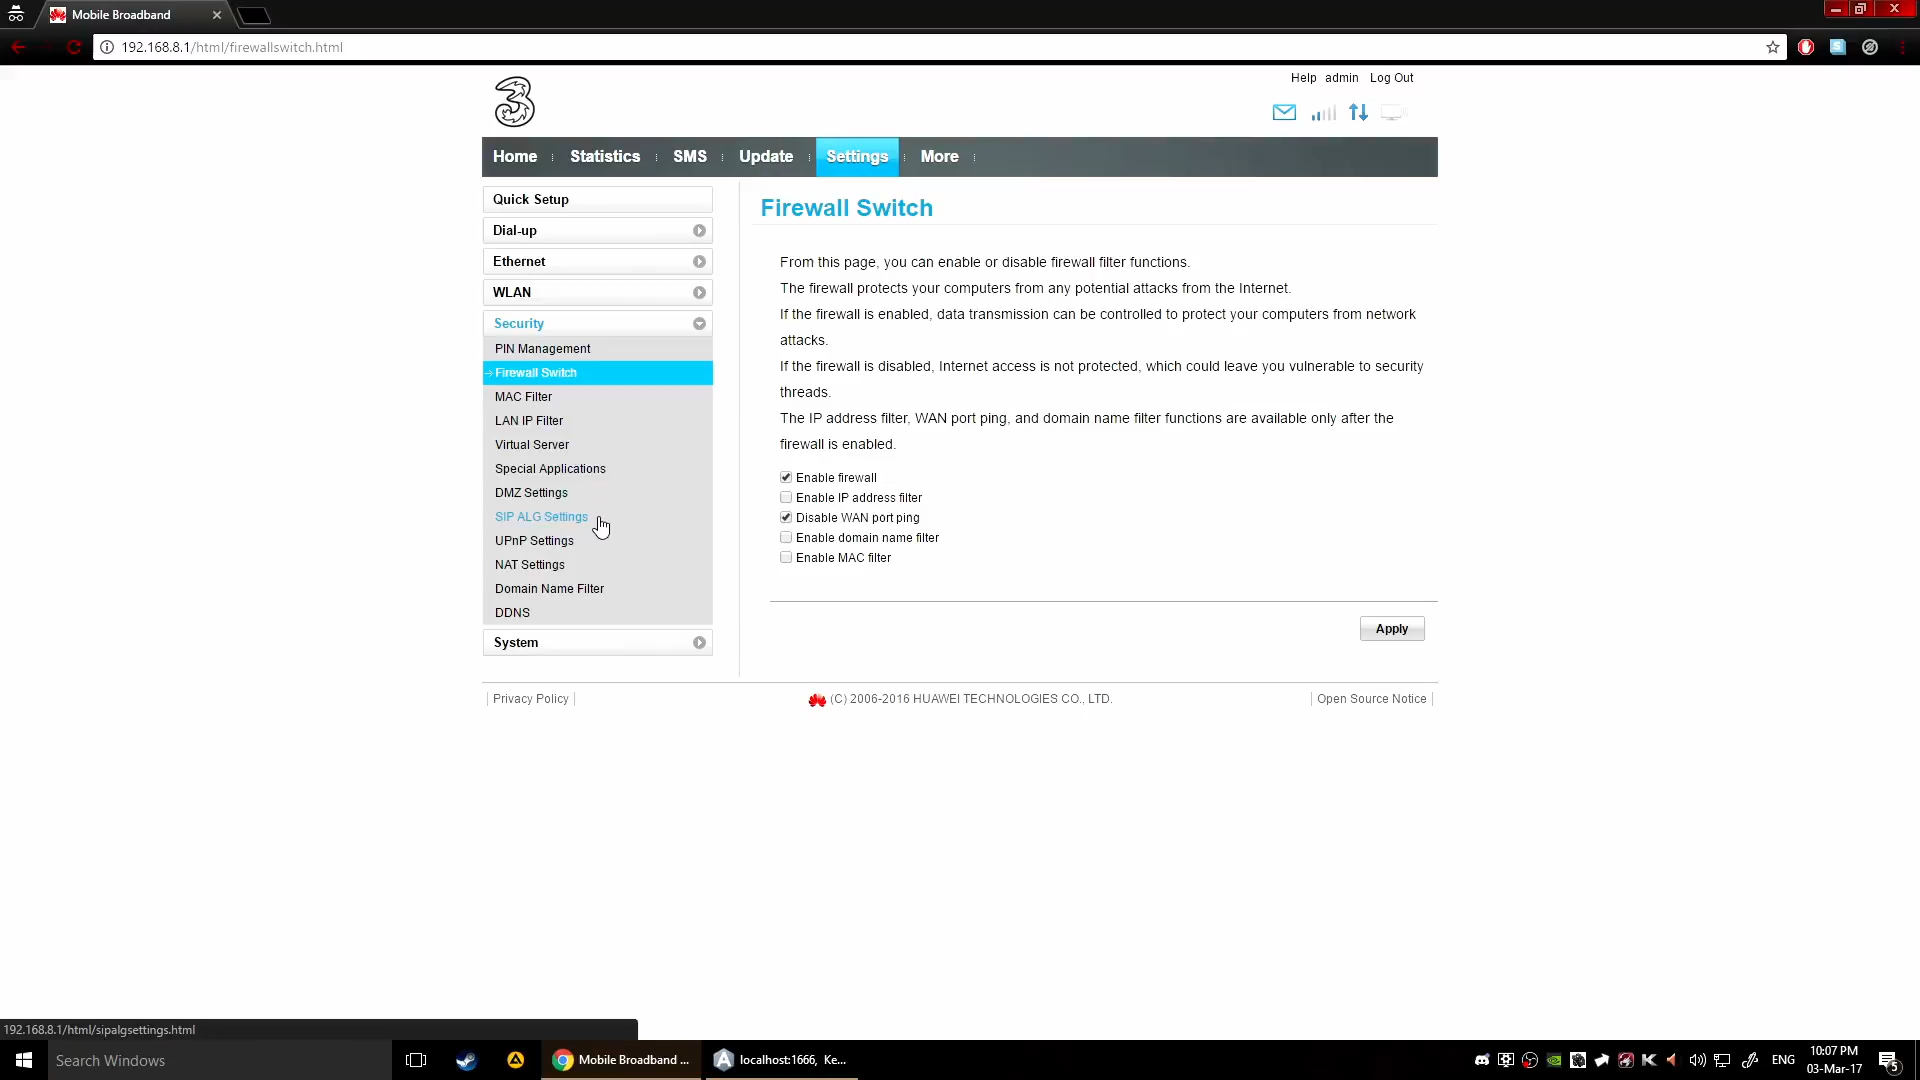 Mobile Broadband
192.168.8.1/html/firewallswitch.html
Help admin Log Out
Home Statistics SMS Update Settings More
Quick Setup
Dial-up
Ethernet
WLAN
Security
PIN Management
Firewall Switch
MAC Filter
LAN IP Filter
Virtual Server
Special Applications
DMZ Settings
SIP ALG Settings
UPnP Settings
NAT Settings
Domain Name Filter
DDNS
System
Firewall Switch
From this page, you can enable or disable firewall filter functions.
The firewall protects your computers from any potential attacks from the Internet.
If the firewall is enabled, data transmission can be controlled to protect your computers from network
attacks.
If the firewall is disabled, Internet access is not protected, which could leave you vulnerable to security
threads.
The IP address filter, WAN port ping, and domain name filter functions are available only after the
firewall is enabled.
Enable firewall
Enable IP address filter
Disable WAN port ping
Enable domain name filter
Enable MAC filter
Apply
Privacy Policy (C) 2006-2016 HUAWEI TECHNOLOGIES CO., LTD. Open Source Notice
192.168.8.1/html/sipalgsettings.html
Search Windows Mobile Broadband ... localhost:1666, Ke... ENG 10:07 PM
03-Mar-17 5